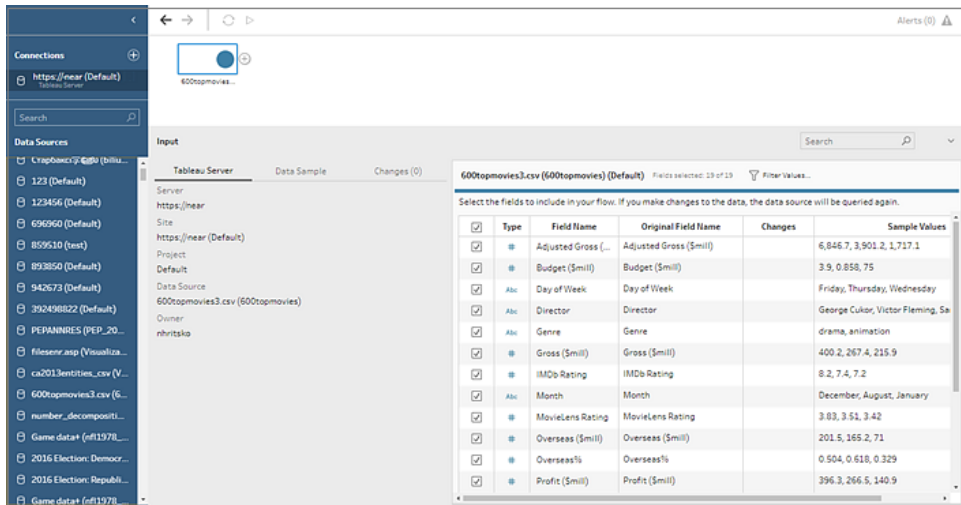 Alerts (0)
Connections
https://near (Default)
Tableau Server
600topmovies...
Search
Data Sources
123 (Default)
123456 (Default)
696960 (Default)
859510 (test)
893850 (Default)
942673 (Default)
392498822 (Default)
PEPANNRES (PEP_20...
filesenr.asp (Visualiza...
ca2013entities_csv (V...
600topmovies3.csv (6...
number_decompositi...
Game data+ (nfl1978_...
2016 Election: Democr...
2016 Election: Republi...
Game data+ (nfl1978_...
Input
Search
Tableau Server Data Sample Changes (0)
Server
https://near
Site
https://near (Default)
Project
Default
Data Source
600topmovies3.csv (600topmovies)
Owner
nhritsko
600topmovies3.csv (600topmovies) (Default) Fields selected: 19 of 19 Filter Values...
Select the fields to include in your flow. If you make changes to the data, the data source will be queried again.
Type Field Name Original Field Name Changes Sample Values
# Adjusted Gross (... Adjusted Gross ($mill) 6,846.7, 3,901.2, 1,717.1
# Budget ($mill) Budget ($mill) 3.9, 0.858, 75
Abc Day of Week Day of Week Friday, Thursday, Wednesday
Abc Director Director George Cukor, Victor Fleming, Sa
Abc Genre Genre drama, animation
# Gross ($mill) Gross ($mill) 400.2, 267.4, 215.9
# IMDb Rating IMDb Rating 8.2, 7.4, 7.2
Abc Month Month December, August, January
# MovieLens Rating MovieLens Rating 3.83, 3.51, 3.42
# Overseas ($mill) Overseas ($mill) 201.5, 165.2, 71
# Overseas% Overseas% 0.504, 0.618, 0.329
# Profit ($mill) Profit ($mill) 396.3, 266.5, 140.9